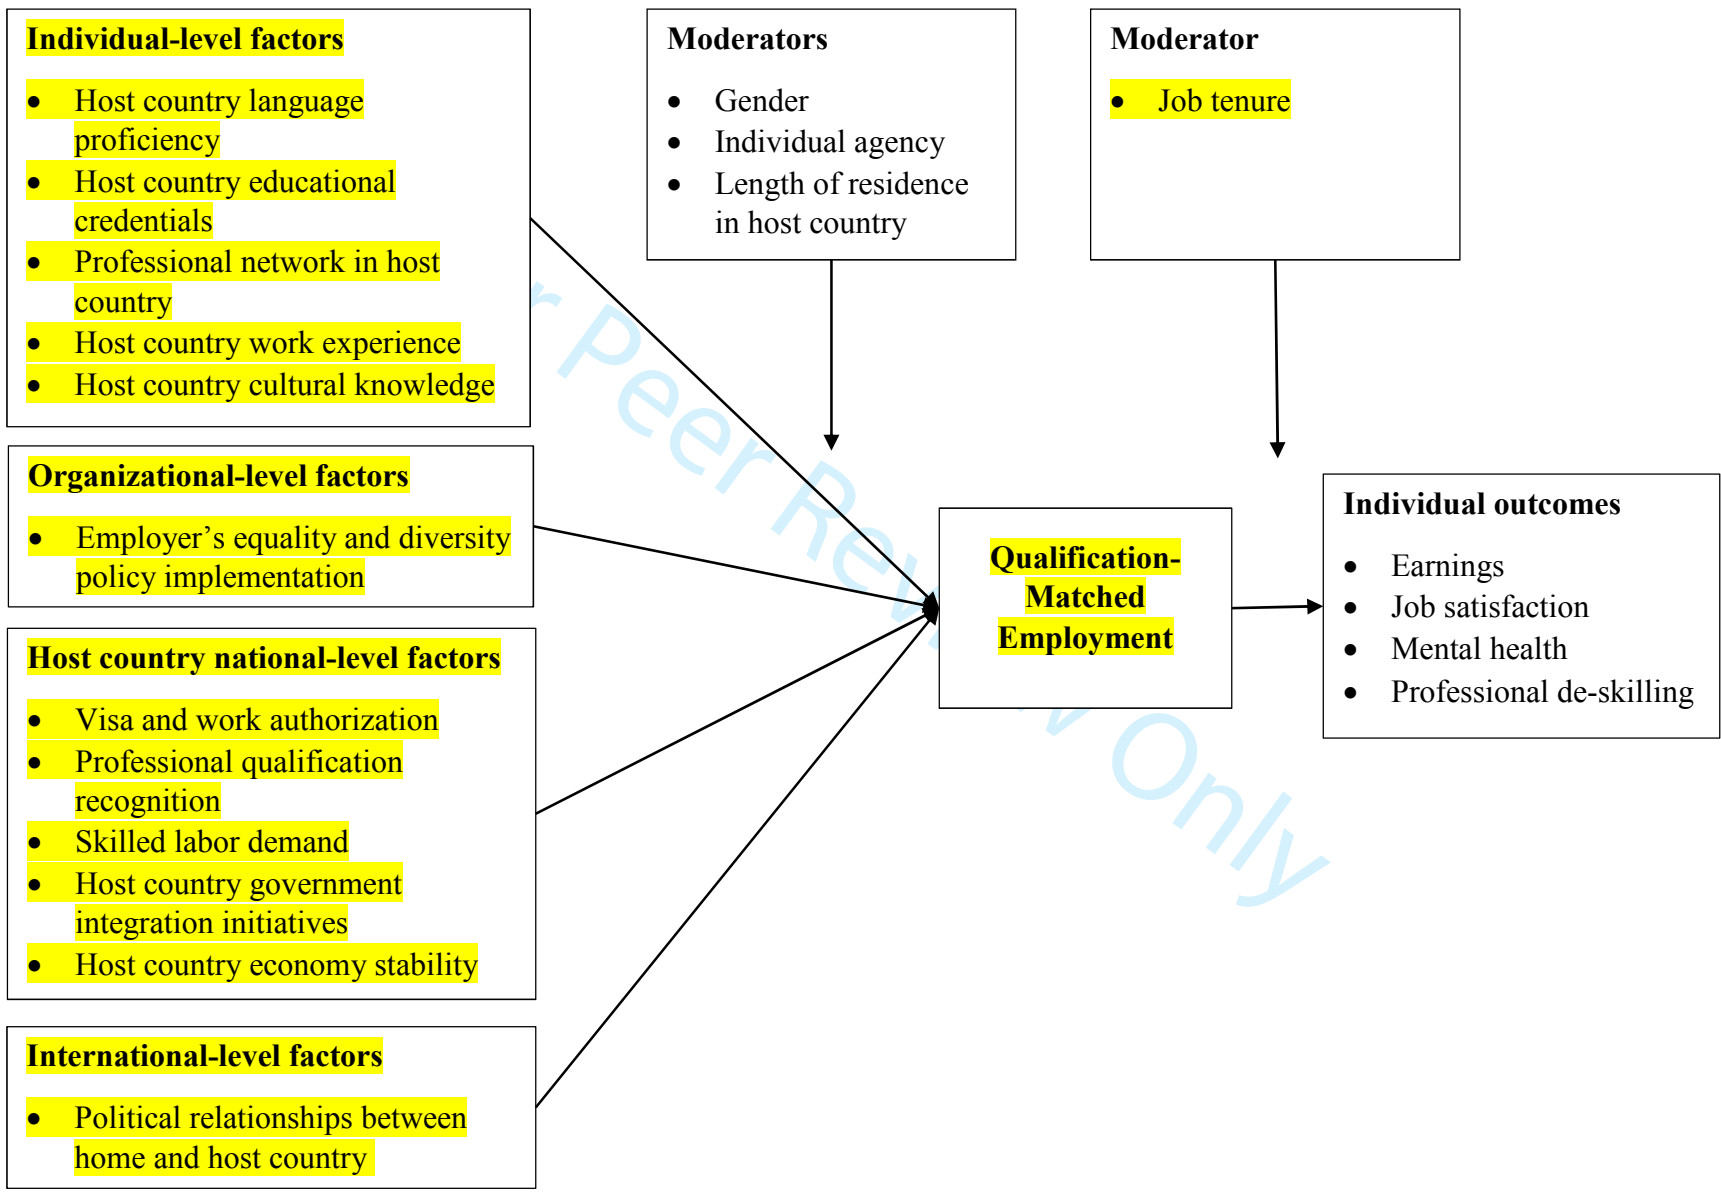 Individual-level factors
• Host country language
proficiency
• Host country educational
credentials
• Professional network in host
country
• Host country work experience
• Host country cultural knowledge
Organizational-level factors
• Employer’s equality and diversity
policy implementation
Host country national-level factors
• Visa and work authorization
• Professional qualification
recognition
• Skilled labor demand
• Host country government
integration initiatives
• Host country economy stability
International-level factors
• Political relationships between
home and host country
Moderators
• Gender
• Individual agency
• Length of residence
in host country
Moderator
• Job tenure
Qualification-
Matched
Employment
Individual outcomes
• Earnings
• Job satisfaction
• Mental health
• Professional de-skilling
r Peer Review Only